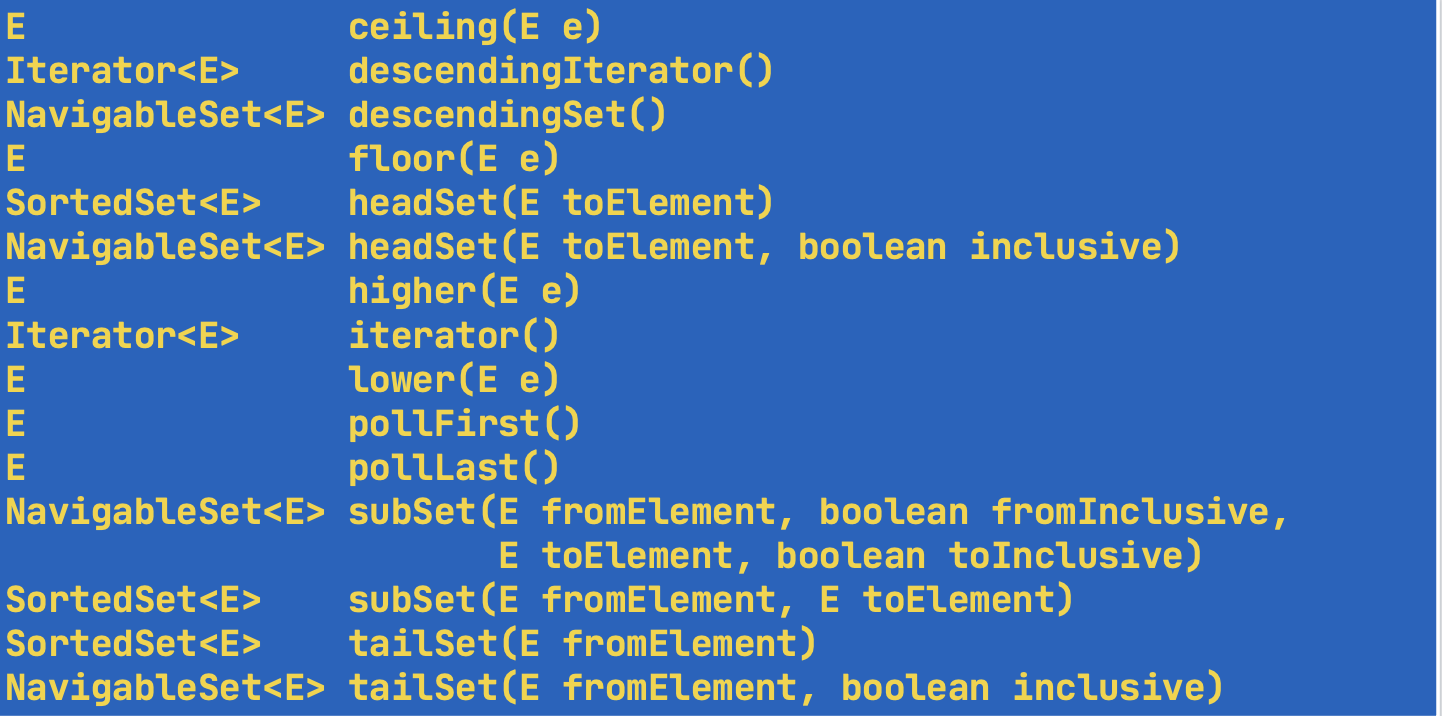 E ceiling(E e)
Iterator<E> descendingIterator()
NavigableSet<E> descendingSet()
E floor(E e)
SortedSet<E> headSet(E toElement)
NavigableSet<E> headSet(E toElement, boolean inclusive)
E higher(E e)
Iterator<E> iterator()
E lower(E e)
E pollFirst()
E pollLast()
NavigableSet<E> subSet(E fromElement, boolean fromInclusive,
E toElement, boolean toInclusive)
SortedSet<E> subSet(E fromElement, E toElement)
SortedSet<E> tailSet(E fromElement)
NavigableSet<E> tailSet(E fromElement, boolean inclusive)